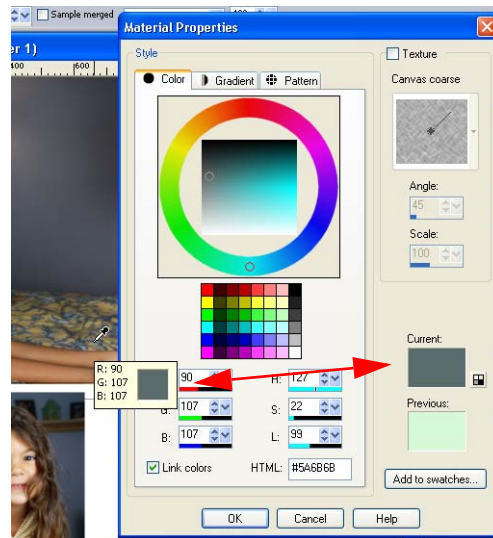 Sample merged
400
Material Properties
er 1)
400 600
Style
Texture
Color Gradient Pattern
Canvas coarse
Angle:
45
Scale:
100
R: 90
G: 107
B: 107
90
H: 127
G: 107
S: 22
B: 107
L: 99
Link colors
HTML: #5A6B6B
Current:
Previous:
Add to swatches...
OK Cancel Help